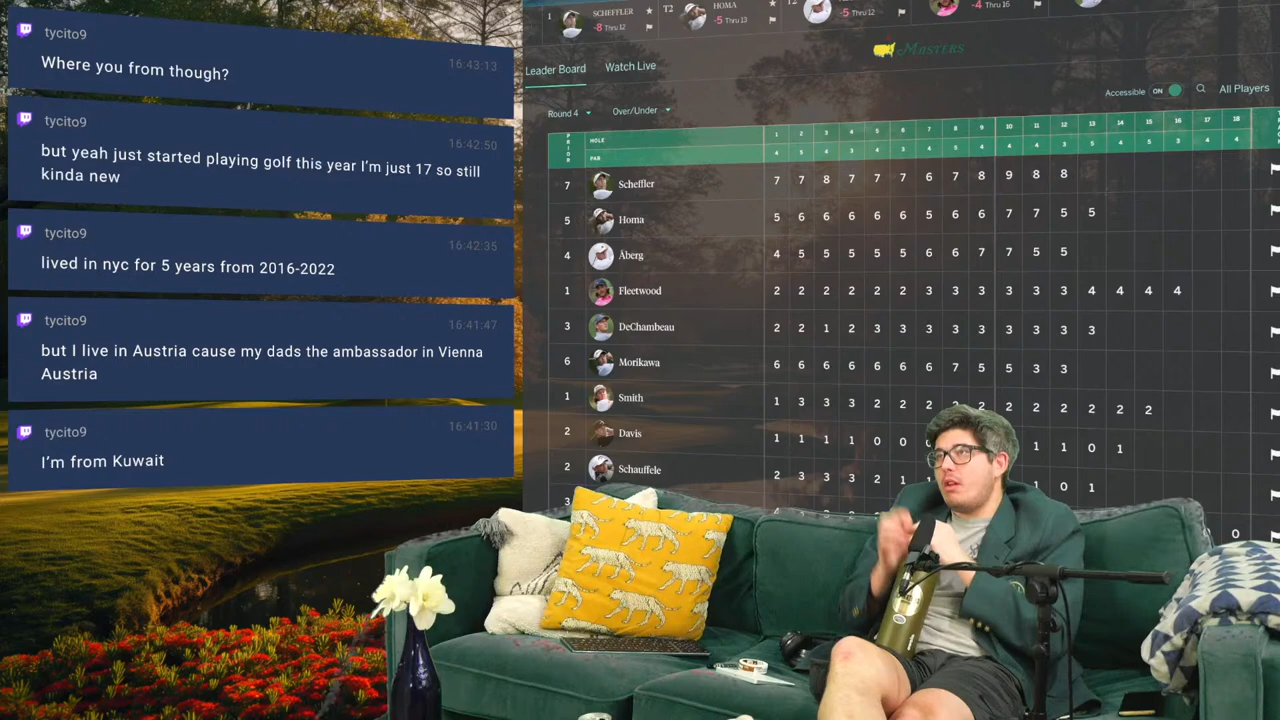 tycito9
16:43:13
Where you from though?
tycito9
16:42:50
but yeah just started playing golf this year I'm just 17 so still
kinda new
tycito9
16:42:35
lived in nyc for 5 years from 2016-2022
tycito9
16:41:47
but I live in Austria cause my dads the ambassador in Vienna
Austria
tycito9
16:41:30
I'm from Kuwait
1 SCHEFFLER -8 Thru 12
T2 HOMA -5 Thru 13
T2 -5 Thru 12
-4 Thru 16
Masters
Leader Board Watch Live
Accessible ON All Players
Round 4 Over/Under
PRIOR HOLE 1 2 3 4 5 6 7 8 9 10 11 12 13 14 15 16 17 18
PAR 4 5 4 3 4 3 4 5 4 4 4 3 5 4 5 3 4 4
7 Scheffler 7 7 8 7 7 7 6 7 8 9 8 8
5 Homa 5 6 6 6 6 6 5 6 6 7 7 5 5
4 Åberg 4 5 5 5 5 5 6 6 7 7 5 5
1 Fleetwood 2 2 2 2 2 2 3 3 3 3 3 3 4 4 4 4
3 DeChambeau 2 2 1 2 3 3 3 3 3 3 3 3 3
6 Morikawa 6 6 6 6 6 6 6 7 5 5 3 3
1 Smith 1 3 3 3 2 2 2 2 2 2 2 2 2 2 2
2 Davis 1 1 1 1 0 0 1 1 0 1
2 Schauffele 2 3 3 3 2 1 1 0 1
3
0